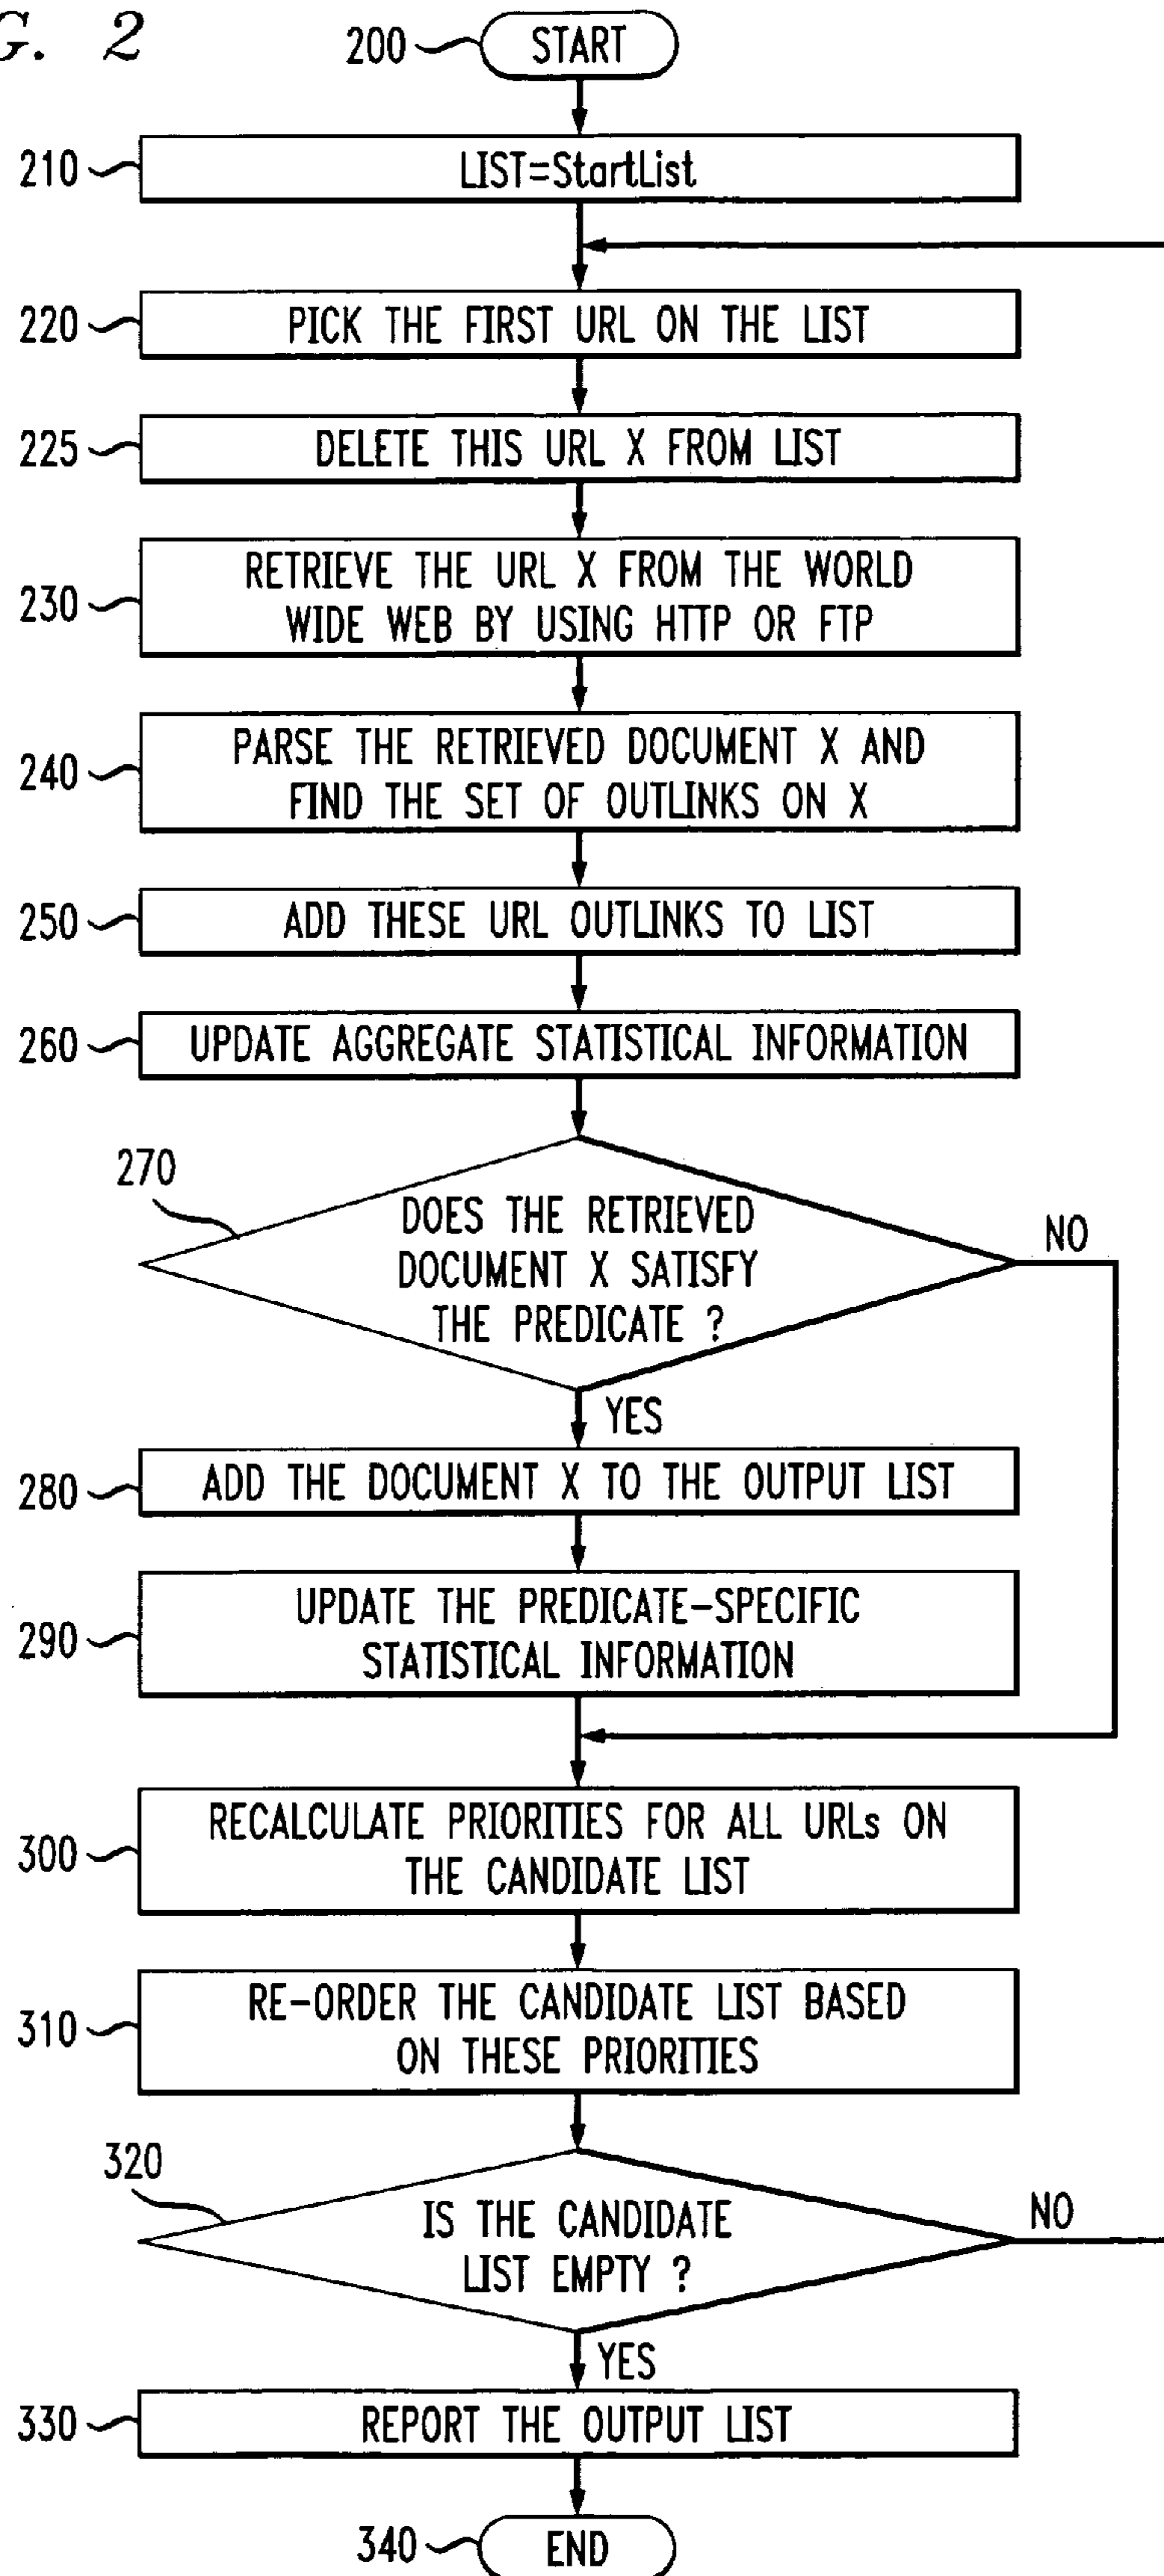 G. 2
200 START
210 LIST=StartList
220 PICK THE FIRST URL ON THE LIST
225 DELETE THIS URL X FROM LIST
230 RETRIEVE THE URL X FROM THE WORLD
WIDE WEB BY USING HTTP OR FTP
240 PARSE THE RETRIEVED DOCUMENT X AND
FIND THE SET OF OUTLINKS ON X
250 ADD THESE URL OUTLINKS TO LIST
260 UPDATE AGGREGATE STATISTICAL INFORMATION
270
DOES THE RETRIEVED
DOCUMENT X SATISFY
THE PREDICATE ?
NO
YES
280 ADD THE DOCUMENT X TO THE OUTPUT LIST
290 UPDATE THE PREDICATE-SPECIFIC
STATISTICAL INFORMATION
300 RECALCULATE PRIORITIES FOR ALL URLs ON
THE CANDIDATE LIST
310 RE-ORDER THE CANDIDATE LIST BASED
ON THESE PRIORITIES
320
IS THE CANDIDATE
LIST EMPTY ?
NO
YES
330 REPORT THE OUTPUT LIST
340 END